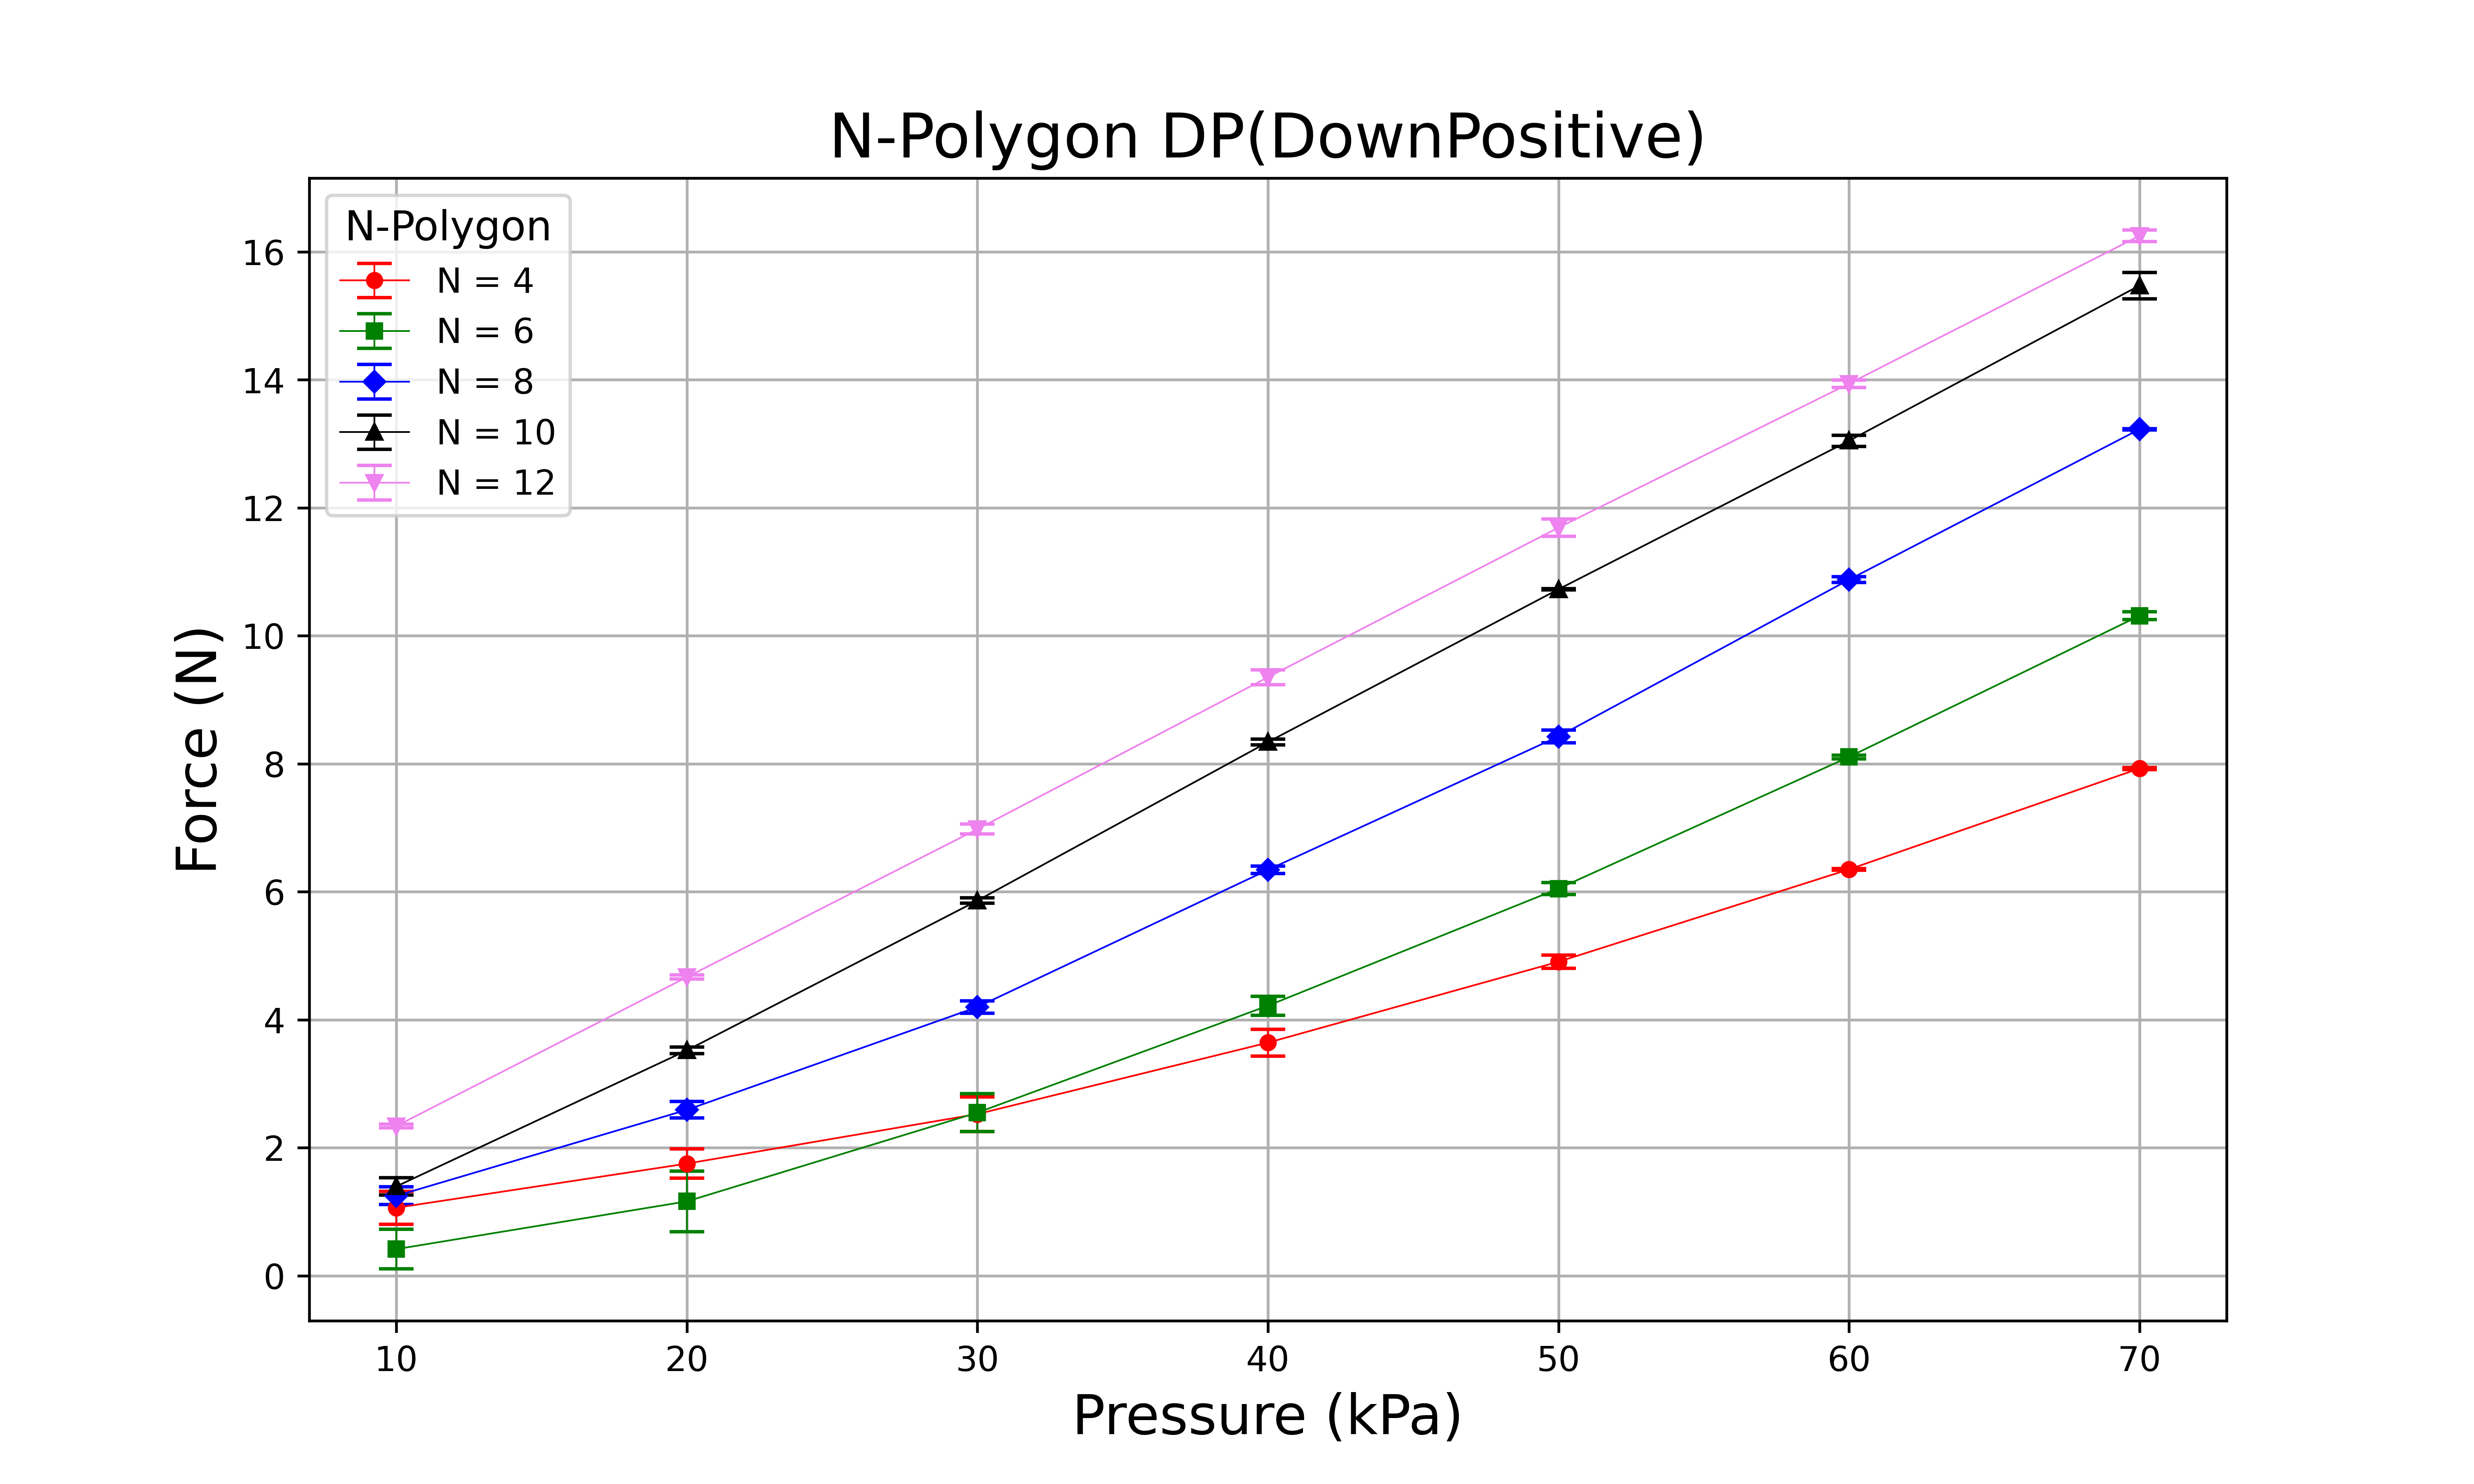 N-Polygon DP(DownPositive)
N-Polygon
N = 4
N = 6
N = 8
N = 10
N = 12
16
14
12
10
8
6
4
2
0
Force (N)
10 20 30 40 50 60 70
Pressure (kPa)